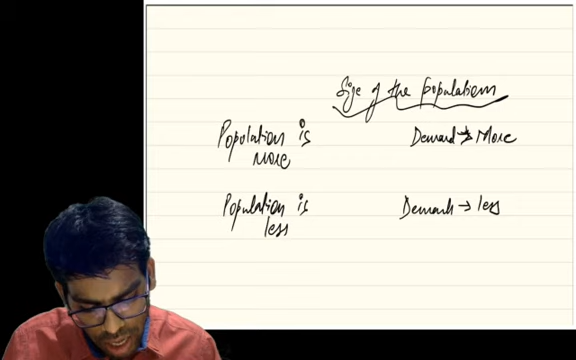 Size of the population
Population is
more
Demand → More
Population is
less
Demand → less